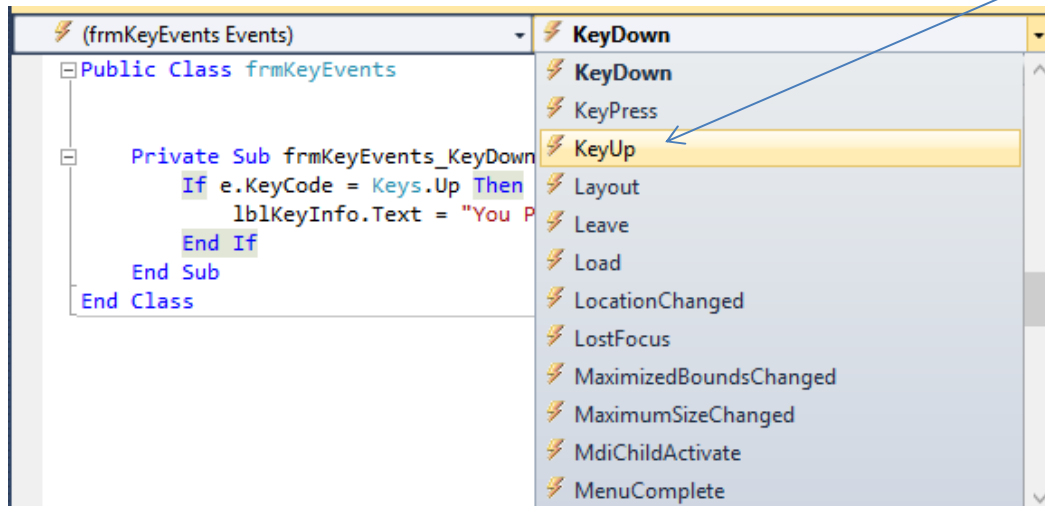 (frmKeyEvents Events)
KeyDown
Public Class frmKeyEvents
Private Sub frmKeyEvents_KeyDown
If e.KeyCode = Keys.Up Then
lblKeyInfo.Text = "You P
End If
End Sub
End Class
KeyDown
KeyPress
KeyUp
Layout
Leave
Load
LocationChanged
LostFocus
MaximizedBoundsChanged
MaximumSizeChanged
MdiChildActivate
MenuComplete